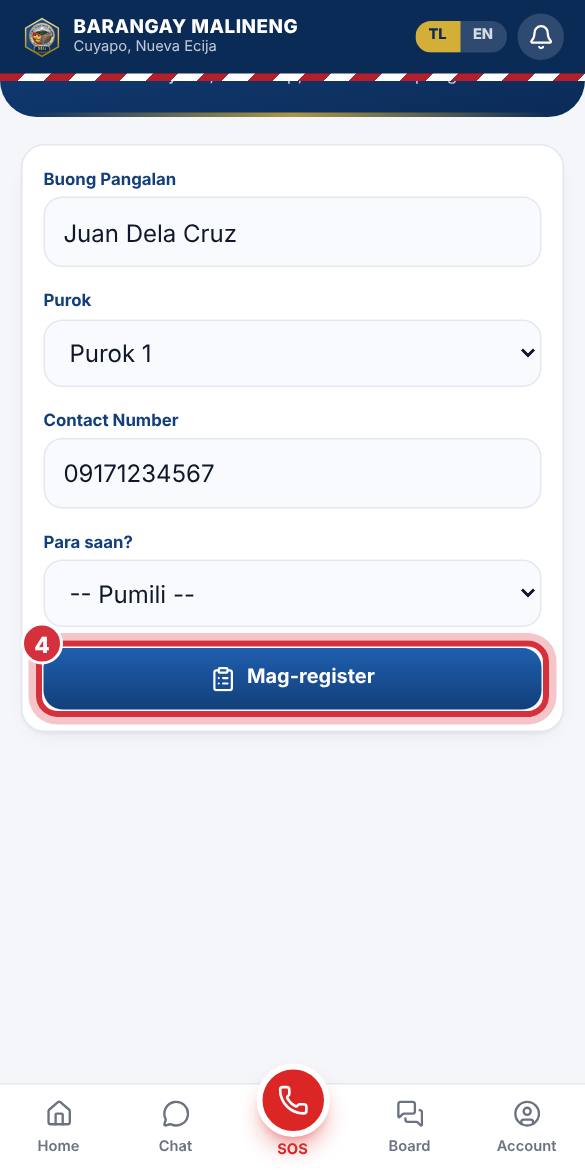 BARANGAY MALINENG
Cuyapo, Nueva Ecija
TL EN
Buong Pangalan
Juan Dela Cruz
Purok
Purok 1
Contact Number
09171234567
Para saan?
-- Pumili --
4
Mag-register
Home Chat SOS Board Account